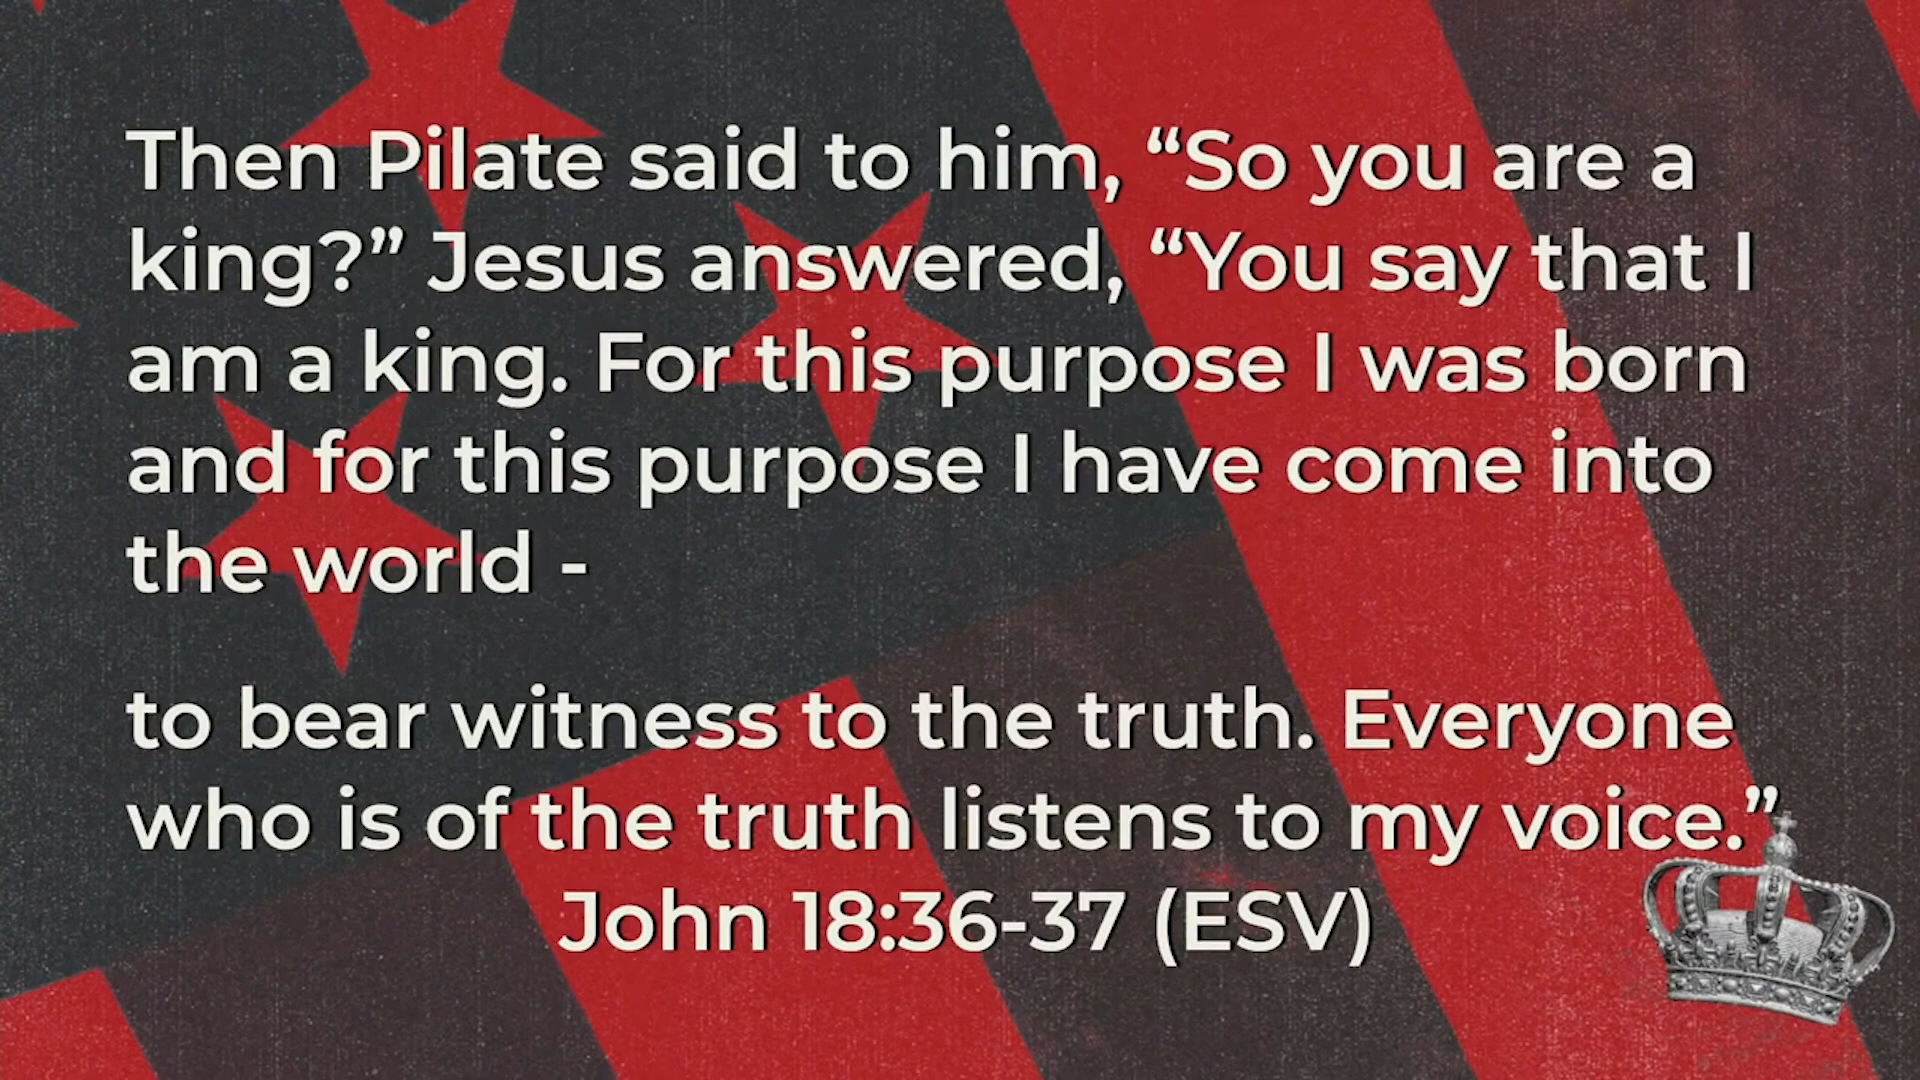 Then Pilate said to him, “So you are a
king?” Jesus answered, “You say that I
am a king. For this purpose I was born
and for this purpose I have come into
the world -
to bear witness to the truth. Everyone
who is of the truth listens to my voice.”
John 18:36-37 (ESV)